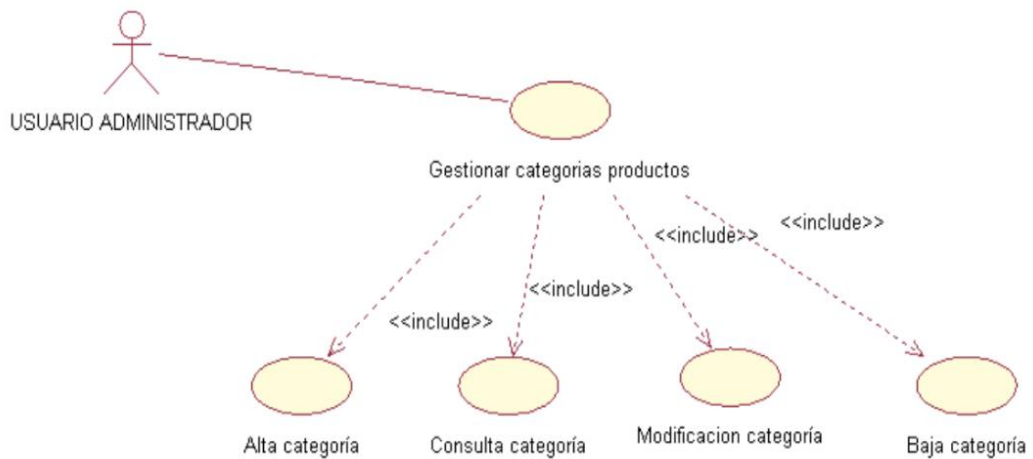 USUARIO ADMINISTRADOR
Gestionar categorias productos
<<include>>
<<include>>
<<include>>
<<include>>
Alta categoría
Consulta categoría
Modificacion categoría
Baja categoría